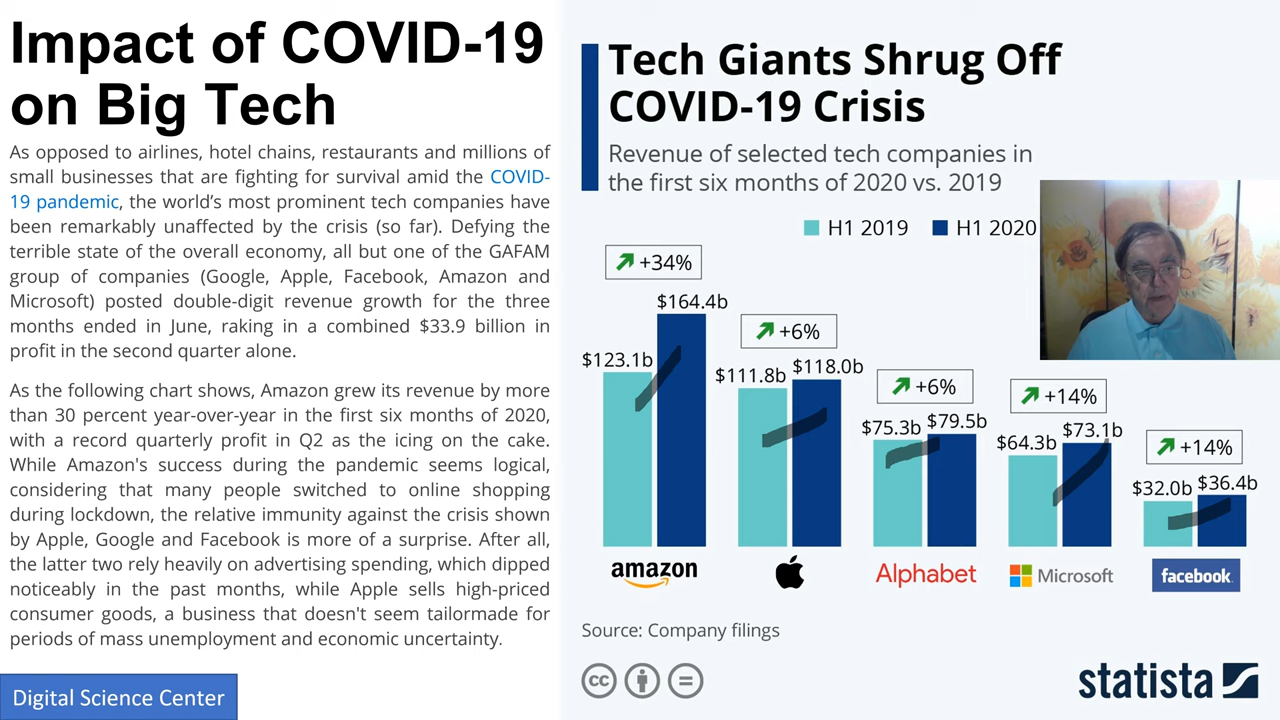 Impact of COVID-19
on Big Tech
As opposed to airlines, hotel chains, restaurants and millions of
small businesses that are fighting for survival amid the COVID-
19 pandemic, the world's most prominent tech companies have
been remarkably unaffected by the crisis (so far). Defying the
terrible state of the overall economy, all but one of the GAFAM
group of companies (Google, Apple, Facebook, Amazon and
Microsoft) posted double-digit revenue growth for the three
months ended in June, raking in a combined $33.9 billion in
profit in the second quarter alone.
As the following chart shows, Amazon grew its revenue by more
than 30 percent year-over-year in the first six months of 2020,
with a record quarterly profit in Q2 as the icing on the cake.
While Amazon's success during the pandemic seems logical,
considering that many people switched to online shopping
during lockdown, the relative immunity against the crisis shown
by Apple, Google and Facebook is more of a surprise. After all,
the latter two rely heavily on advertising spending, which dipped
noticeably in the past months, while Apple sells high-priced
consumer goods, a business that doesn't seem tailormade for
periods of mass unemployment and economic uncertainty.
Digital Science Center
Tech Giants Shrug Off
COVID-19 Crisis
Revenue of selected tech companies in
the first six months of 2020 vs. 2019
H1 2019 H1 2020
+34%
$123.1b $164.4b
amazon
+6%
$111.8b $118.0b
+6%
$75.3b $79.5b
Alphabet
+14%
$64.3b $73.1b
Microsoft
+14%
$32.0b $36.4b
facebook
Source: Company filings
cc
statista